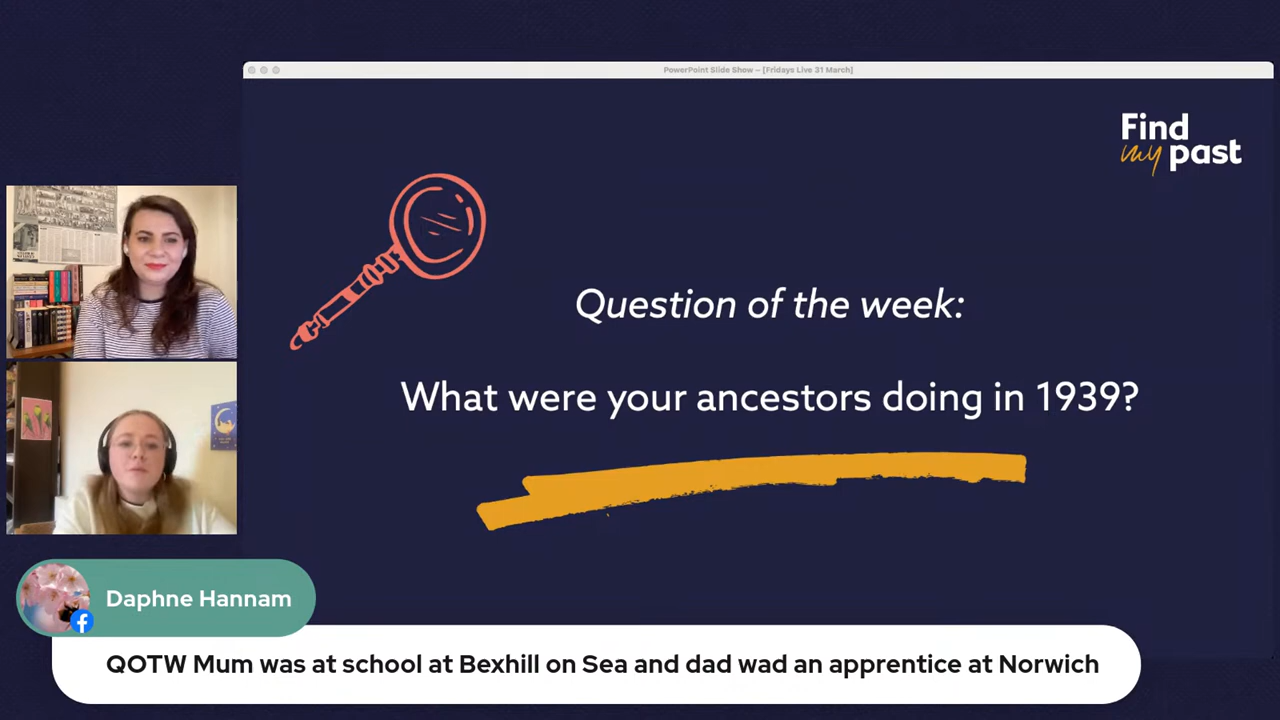 PowerPoint Slide Show – [Fridays Live 31 March]
Find
my past
Question of the week:
What were your ancestors doing in 1939?
Daphne Hannam
QOTW Mum was at school at Bexhill on Sea and dad wad an apprentice at Norwich